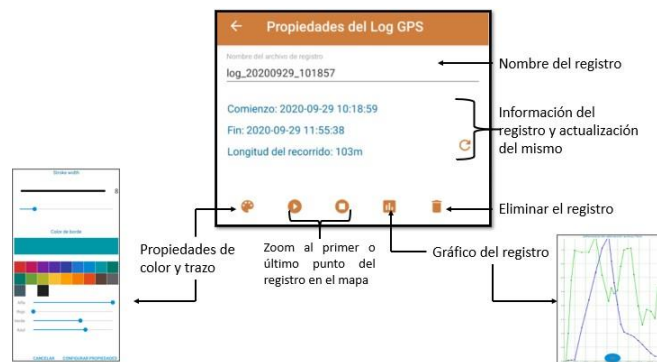 Propiedades del Log GPS
Nombre del archivo de registro
log_20200929_101857
Comienzo: 2020-09-29 10:18:59
Fin: 2020-09-29 11:55:38
Longitud del recorrido: 103m
Nombre del registro
Información del
registro y actualización
del mismo
Eliminar el registro
Gráfico del registro
Zoom al primer o
último punto del
registro en el mapa
Propiedades de
color y trazo
Stroke width
Color de borde
Rojo
Verde
Azul
CANCELAR CONFIGURAR PROPIEDADES